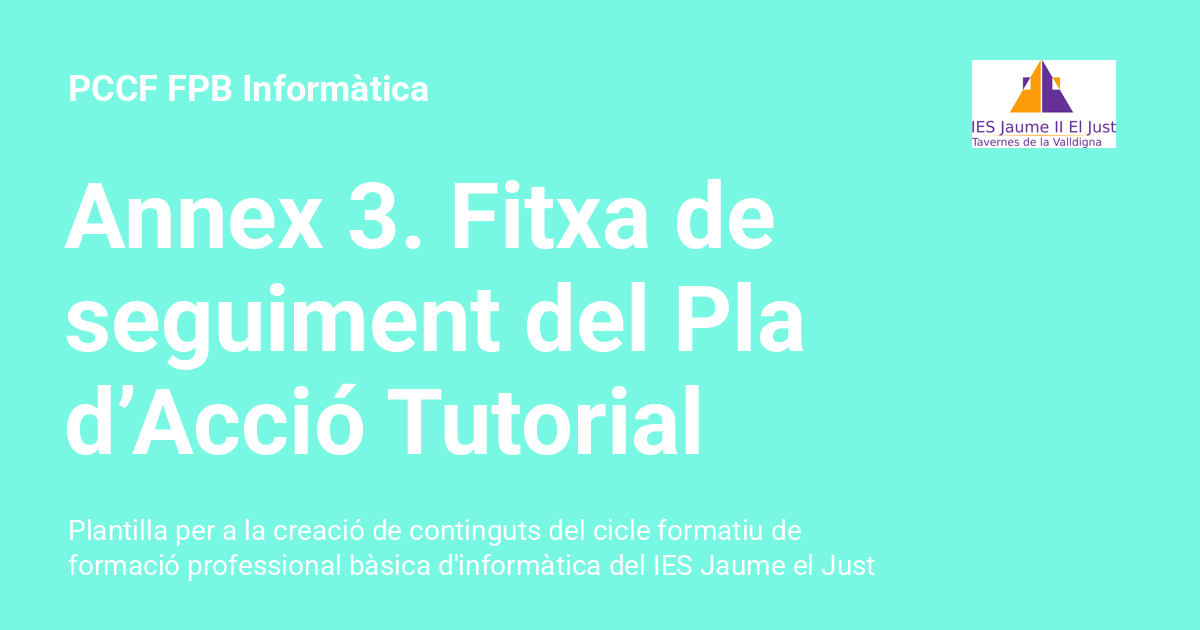 PCCF FPB Informàtica
IES Jaume II El Just
Tavernes de la Valldigna
Annex 3. Fitxa de
seguiment del Pla
d’Acció Tutorial
Plantilla per a la creació de continguts del cicle formatiu de
formació professional bàsica d'informàtica del IES Jaume el Just